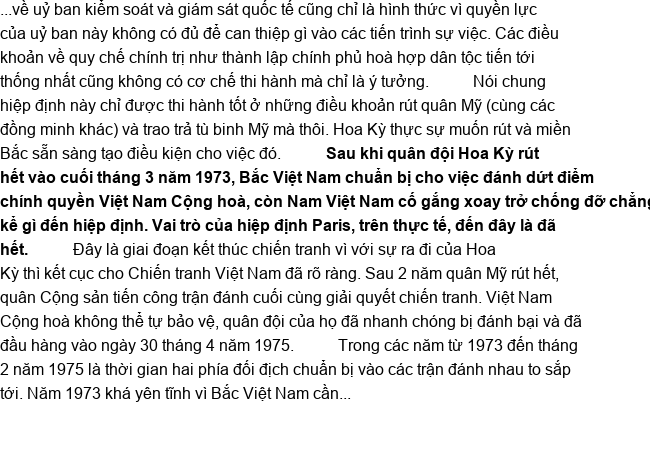 ...về uỷ ban kiểm soát và giám sát quốc tế cũng chỉ là hình thức vì quyền lực
của uỷ ban này không có đủ để can thiệp gì vào các tiến trình sự việc. Các điều
khoản về quy chế chính trị như thành lập chính phủ hoà hợp dân tộc tiến tới
thống nhất cũng không có cơ chế thi hành mà chỉ là ý tưởng. Nói chung
hiệp định này chỉ được thi hành tốt ở những điều khoản rút quân Mỹ (cùng các
đồng minh khác) và trao trả tù binh Mỹ mà thôi. Hoa Kỳ thực sự muốn rút và miền
Bắc sẵn sàng tạo điều kiện cho việc đó. Sau khi quân đội Hoa Kỳ rút
hết vào cuối tháng 3 năm 1973, Bắc Việt Nam chuẩn bị cho việc đánh dứt điểm
chính quyền Việt Nam Cộng hoà, còn Nam Việt Nam cố gắng xoay trở chống đỡ chẳng
kể gì đến hiệp định. Vai trò của hiệp định Paris, trên thực tế, đến đây là đã
hết. Đây là giai đoạn kết thúc chiến tranh vì với sự ra đi của Hoa
Kỳ thì kết cục cho Chiến tranh Việt Nam đã rõ ràng. Sau 2 năm quân Mỹ rút hết,
quân Cộng sản tiến công trận đánh cuối cùng giải quyết chiến tranh. Việt Nam
Cộng hoà không thể tự bảo vệ, quân đội của họ đã nhanh chóng bị đánh bại và đã
đầu hàng vào ngày 30 tháng 4 năm 1975. Trong các năm từ 1973 đến tháng
2 năm 1975 là thời gian hai phía đối địch chuẩn bị vào các trận đánh nhau to sắp
tới. Năm 1973 khá yên tĩnh vì Bắc Việt Nam cần...